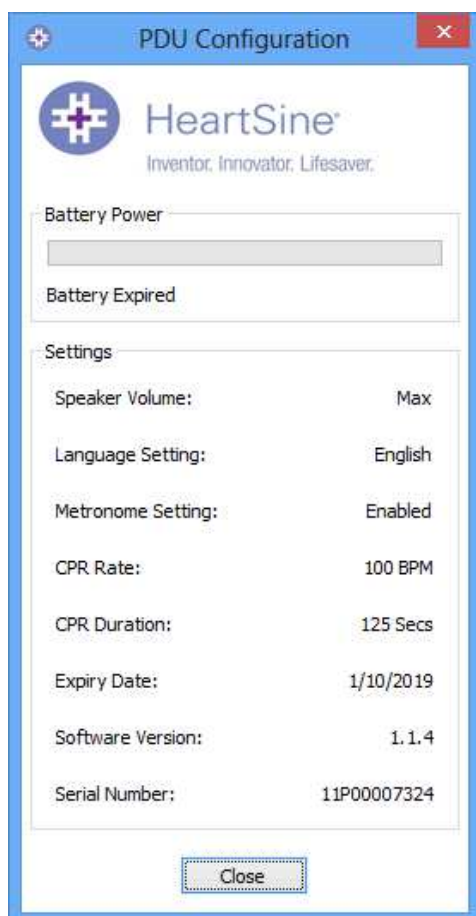 PDU Configuration
HeartSine
Inventor. Innovator. Lifesaver.
Battery Power
Battery Expired
Settings
Speaker Volume: Max
Language Setting: English
Metronome Setting: Enabled
CPR Rate: 100 BPM
CPR Duration: 125 Secs
Expiry Date: 1/10/2019
Software Version: 1.1.4
Serial Number: 11P00007324
Close